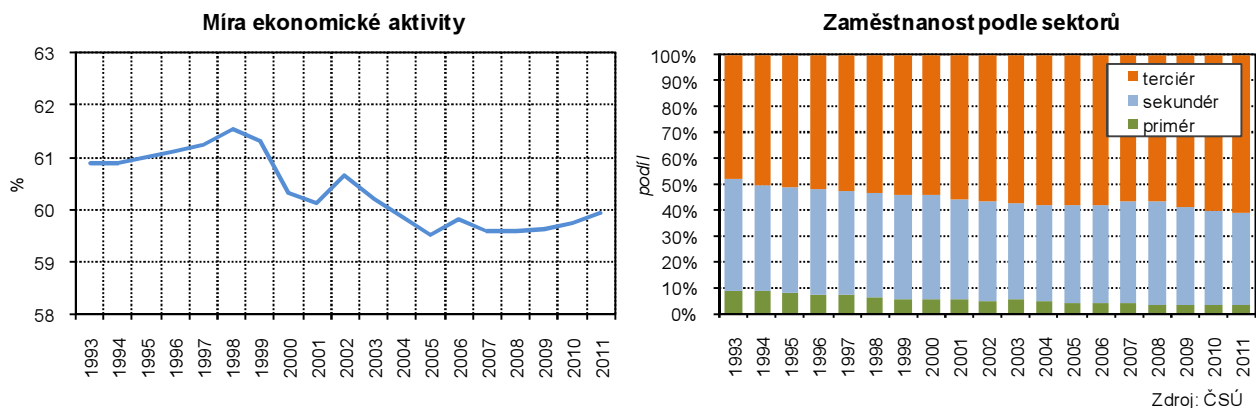 Míra ekonomické aktivity
%
63
62
61
60
59
58
1993 1994 1995 1996 1997 1998 1999 2000 2001 2002 2003 2004 2005 2006 2007 2008 2009 2010 2011
Zaměstnanost podle sektorů
podíl
100%
90%
80%
70%
60%
50%
40%
30%
20%
10%
0%
terciér
sekundér
primér
1993 1994 1995 1996 1997 1998 1999 2000 2001 2002 2003 2004 2005 2006 2007 2008 2009 2010 2011
Zdroj: ČSÚ